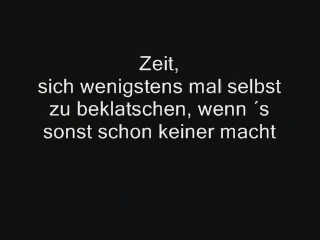 Zeit,
sich wenigstens mal selbst
zu beklatschen, wenn ´s
sonst schon keiner macht